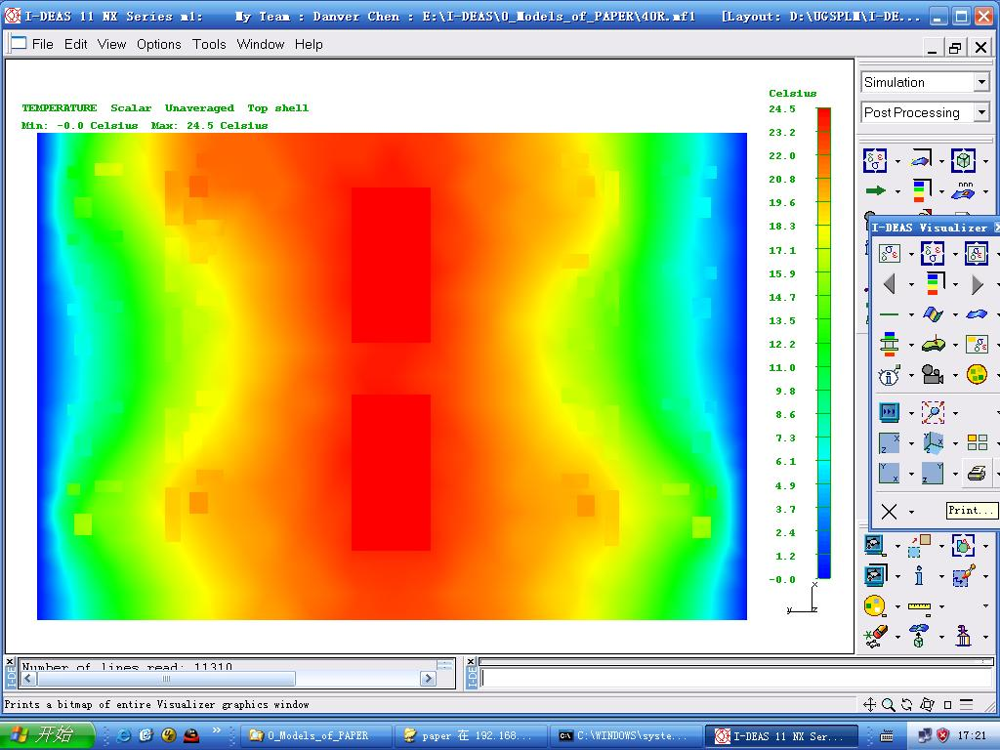 I-DEAS 11 NX Series m1: My Team : Danver Chen : E:\I-DEAS\0_Models_of_PAPER\40R.mf1 [Layout: D:\UGSPLM\I-DE...
File Edit View Options Tools Window Help
Simulation
Post Processing
TEMPERATURE Scalar Unaveraged Top shell
Min: -0.0 Celsius Max: 24.5 Celsius
Celsius
24.5
23.2
22.0
20.8
19.6
18.3
17.1
15.9
14.7
13.5
12.2
11.0
9.8
8.6
7.3
6.1
4.9
3.7
2.4
1.2
-0.0
x
y z
I-DEAS Visualizer
Print...
I-DE
Number of lines read: 11310
I-DE
Prints a bitmap of entire Visualizer graphics window
开始
0_Models_of_PAPER
paper 在 192.168...
C:\WINDOWS\syste...
I-DEAS 11 NX Ser...
17:21